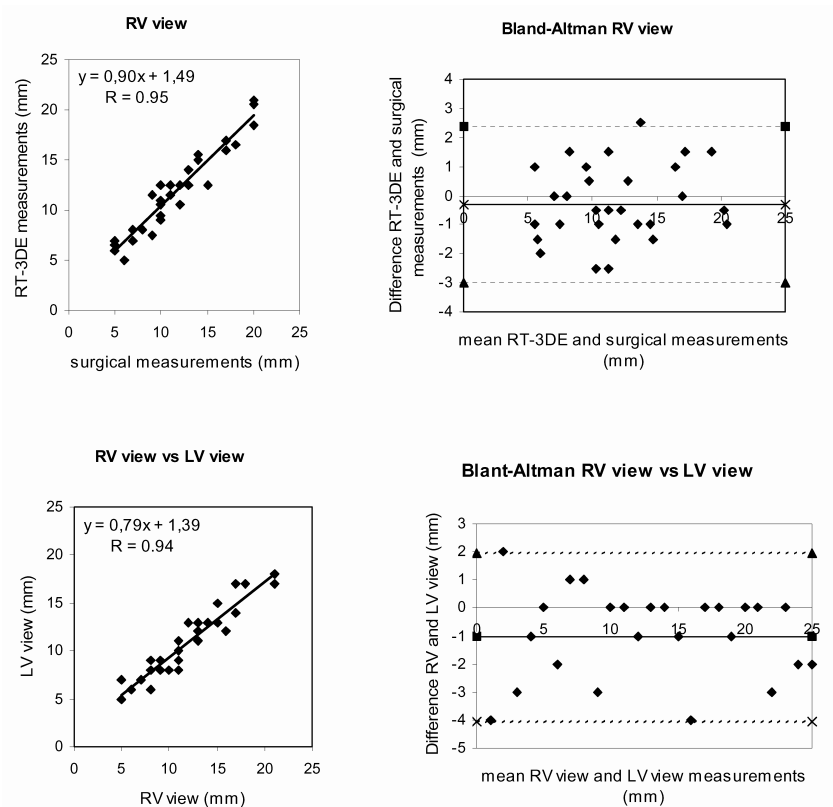 RV view
25
20
15
10
5
0
y = 0,90x + 1,49
R = 0.95
0 5 10 15 20 25
RT-3DE measurements (mm)
surgical measurements (mm)
Bland-Altman RV view
4
3
2
1
0
-1
-2
-3
-4
0 5 10 15 20 25
Difference RT-3DE and surgical
measurements (mm)
mean RT-3DE and surgical measurements
(mm)
RV view vs LV view
25
20
15
10
5
0
y = 0,79x + 1,39
R = 0.94
0 5 10 15 20 25
LV view (mm)
RV view (mm)
Blant-Altman RV view vs LV view
3
2
1
0
-1
-2
-3
-4
-5
0 5 10 15 20 25
Difference RV and LV view (mm)
mean RV view and LV view measurements
(mm)